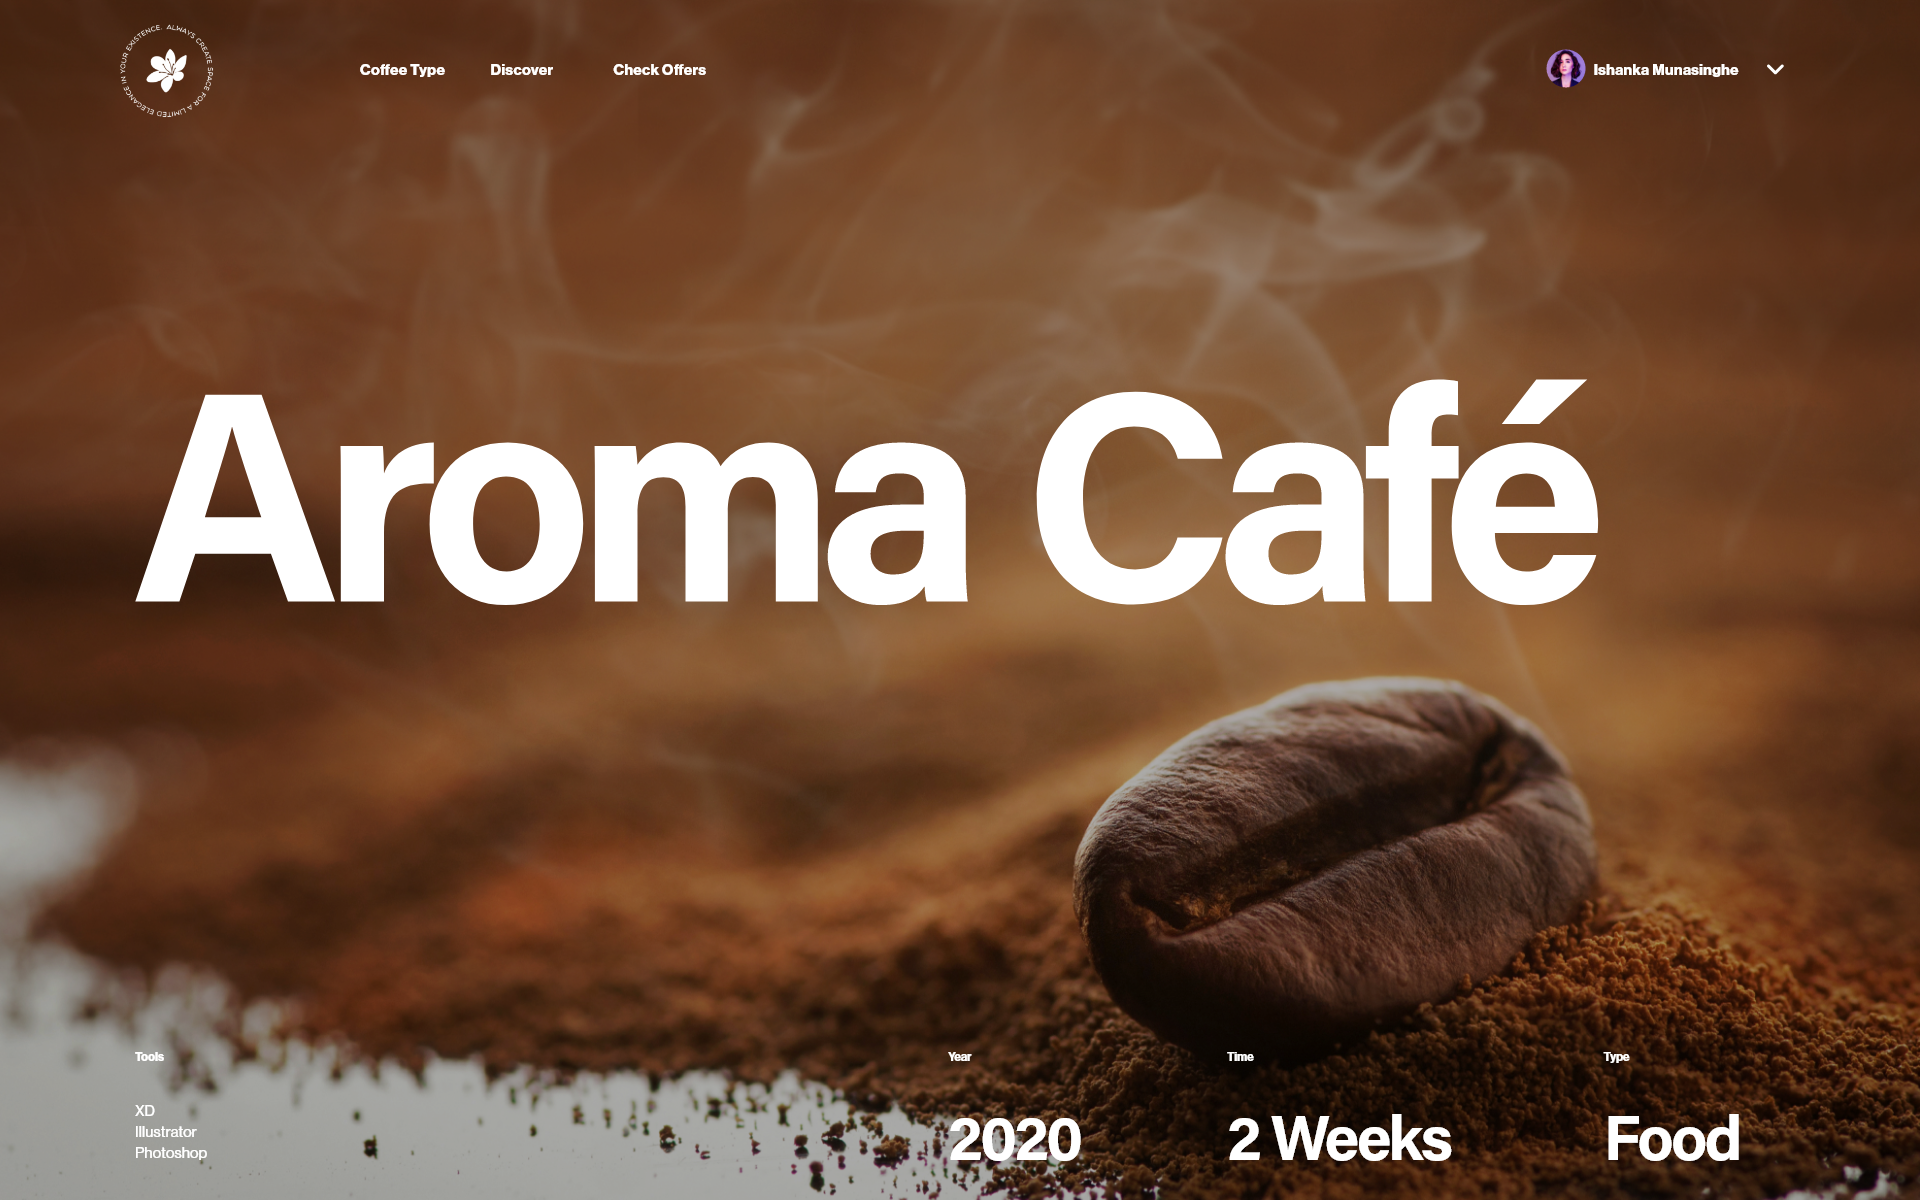 ALWAYS CREATE SPACE FOR A LIMITED ELEGANCE IN YOUR EXISTENCE.
Coffee Type
Discover
Check Offers
Ishanka Munasinghe
Aroma Café
Tools
XD
Illustrator
Photoshop
Year
2020
Time
2 Weeks
Type
Food